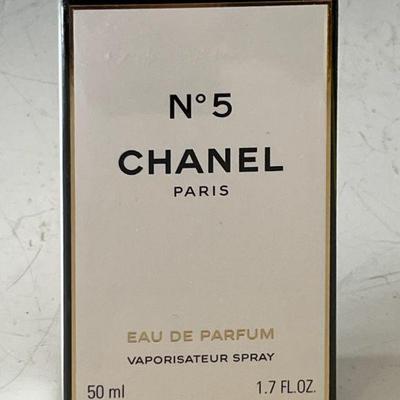 N°5
CHANEL
PARIS
EAU DE PARFUM
VAPORISATEUR SPRAY
50 ml 1.7 FL.OZ.